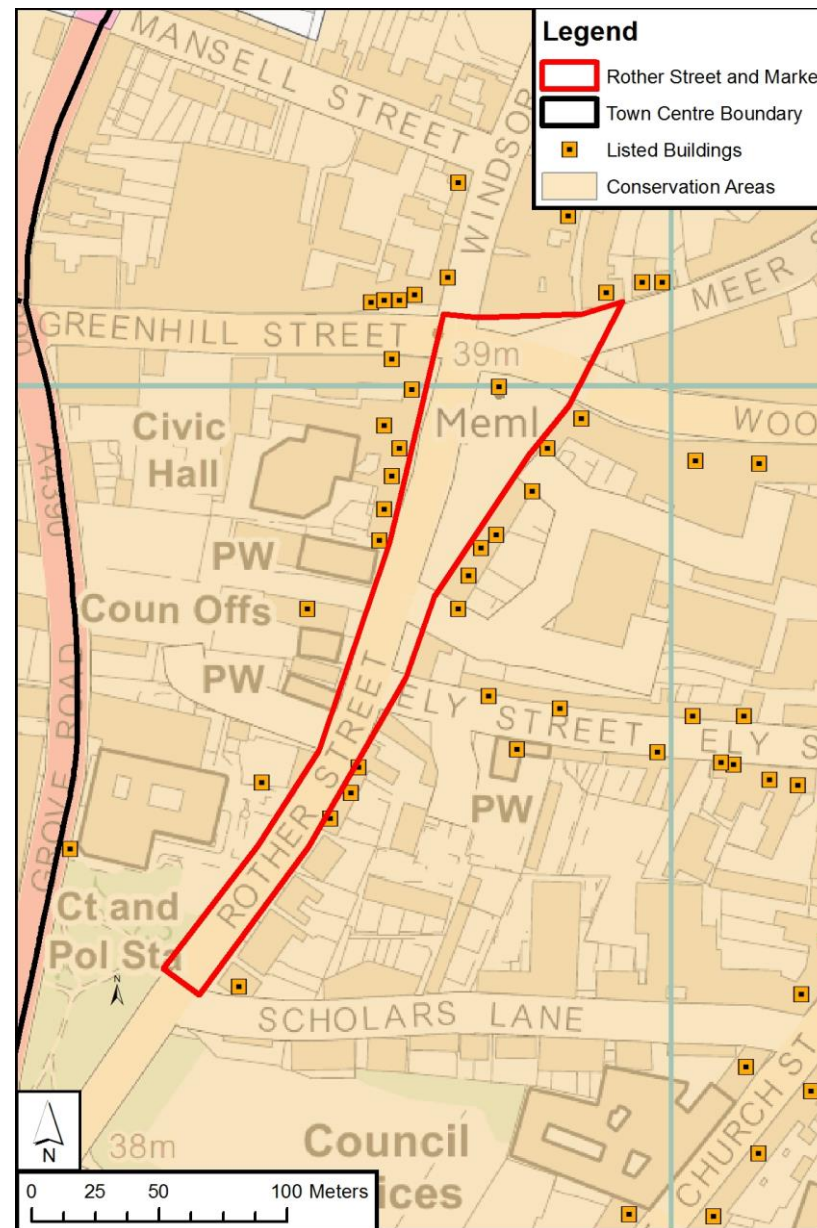 MANSELL STREET
WINDSOR
Legend
Rother Street and Marke
Town Centre Boundary
Listed Buildings
Conservation Areas
MEER S
GREENHILL STREET
39m
Meml
WOO
Civic
Hall
A4390
PW
Coun Offs
PW
GROVE ROAD
ROTHER STREET
ELY STREET
ELY S
PW
Ct and
Pol Sta
N
SCHOLARS LANE
CHURCH ST
Council
ices
38m
N
0 25 50 100 Meters